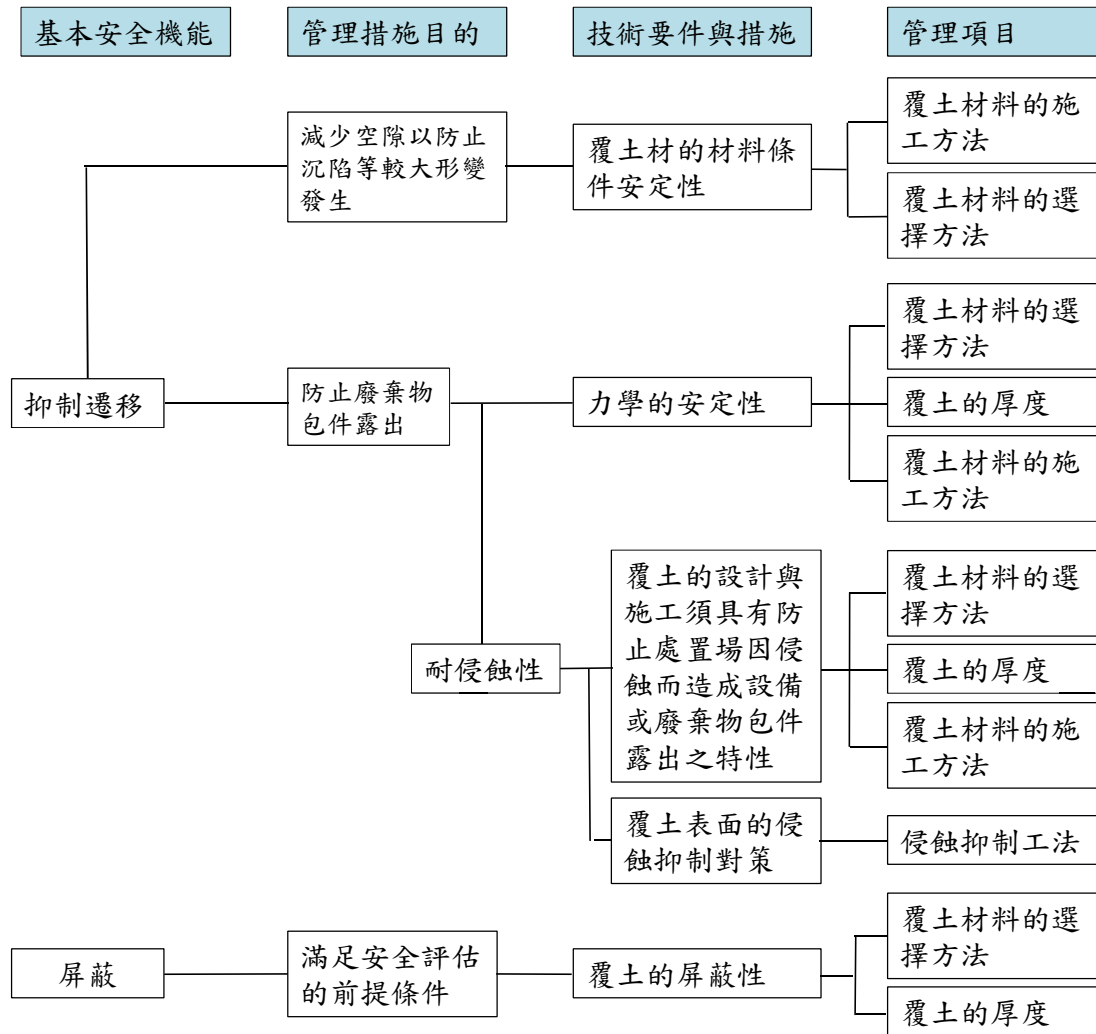 基本安全機能
管理措施目的
技術要件與措施
管理項目
減少空隙以防止
沉陷等較大形變
發生
覆土材的材料條
件安定性
覆土材料的施
工方法
覆土材料的選
擇方法
抑制遷移
防止廢棄物
包件露出
力學的安定性
覆土材料的選
擇方法
覆土的厚度
覆土材料的施
工方法
耐侵蝕性
覆土的設計與
施工須具有防
止處置場因侵
蝕而造成設備
或廢棄物包件
露出之特性
覆土材料的選
擇方法
覆土的厚度
覆土材料的施
工方法
覆土表面的侵
蝕抑制對策
侵蝕抑制工法
屏蔽
滿足安全評估
的前提條件
覆土的屏蔽性
覆土材料的選
擇方法
覆土的厚度